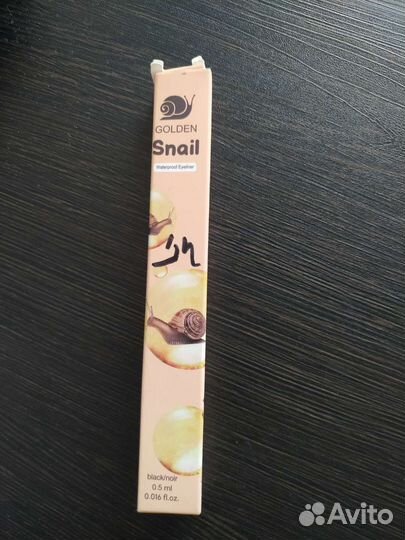 GOLDEN
Snail
Waterproof Eyeliner
black/noir
0.5 ml
0.016 fl.oz.
Avito